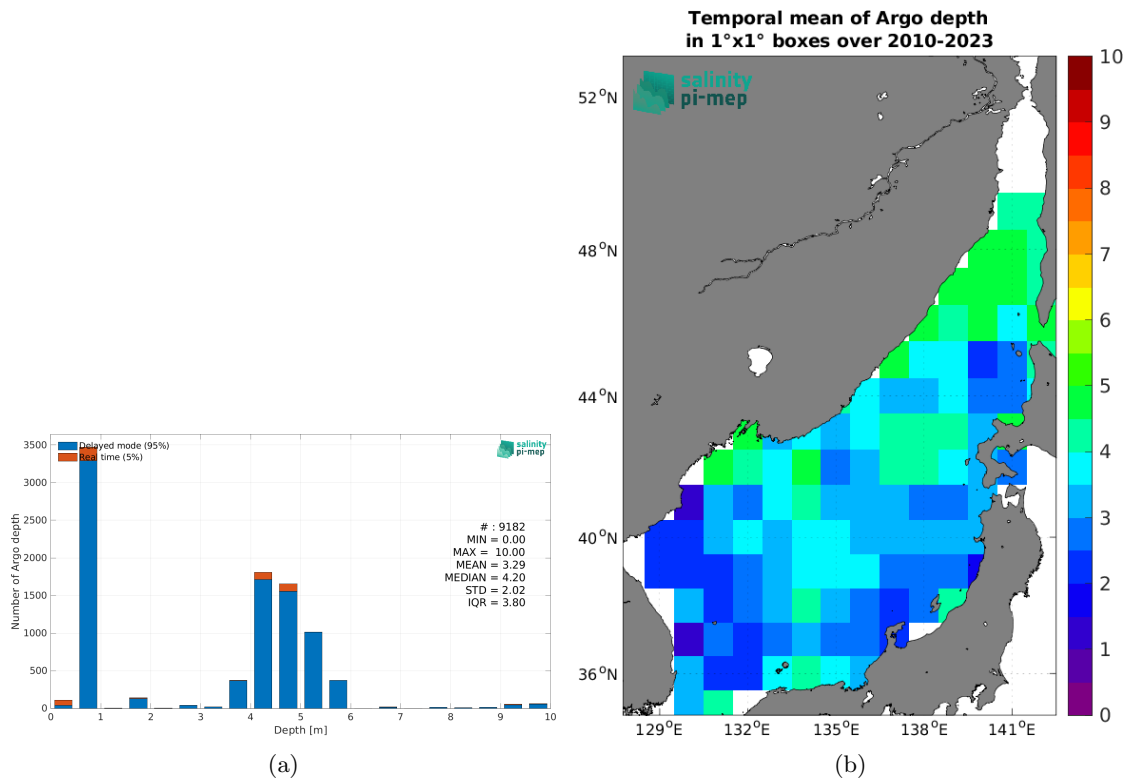 Temporal mean of Argo depth
in 1°x1° boxes over 2010-2023
salinity
pi-mep
52°N
48°N
44°N
40°N
36°N
129°E
132°E
135°E
138°E
141°E
10
9
8
7
6
5
4
3
2
1
0
Delayed mode (95%)
Real time (5%)
salinity
pi-mep
# : 9182
MIN = 0.00
MAX = 10.00
MEAN = 3.29
MEDIAN = 4.20
STD = 2.02
IQR = 3.80
Number of Argo depth
3500
3000
2500
2000
1500
1000
500
0
0 1 2 3 4 5 6 7 8 9 10
Depth [m]
(a)
(b)